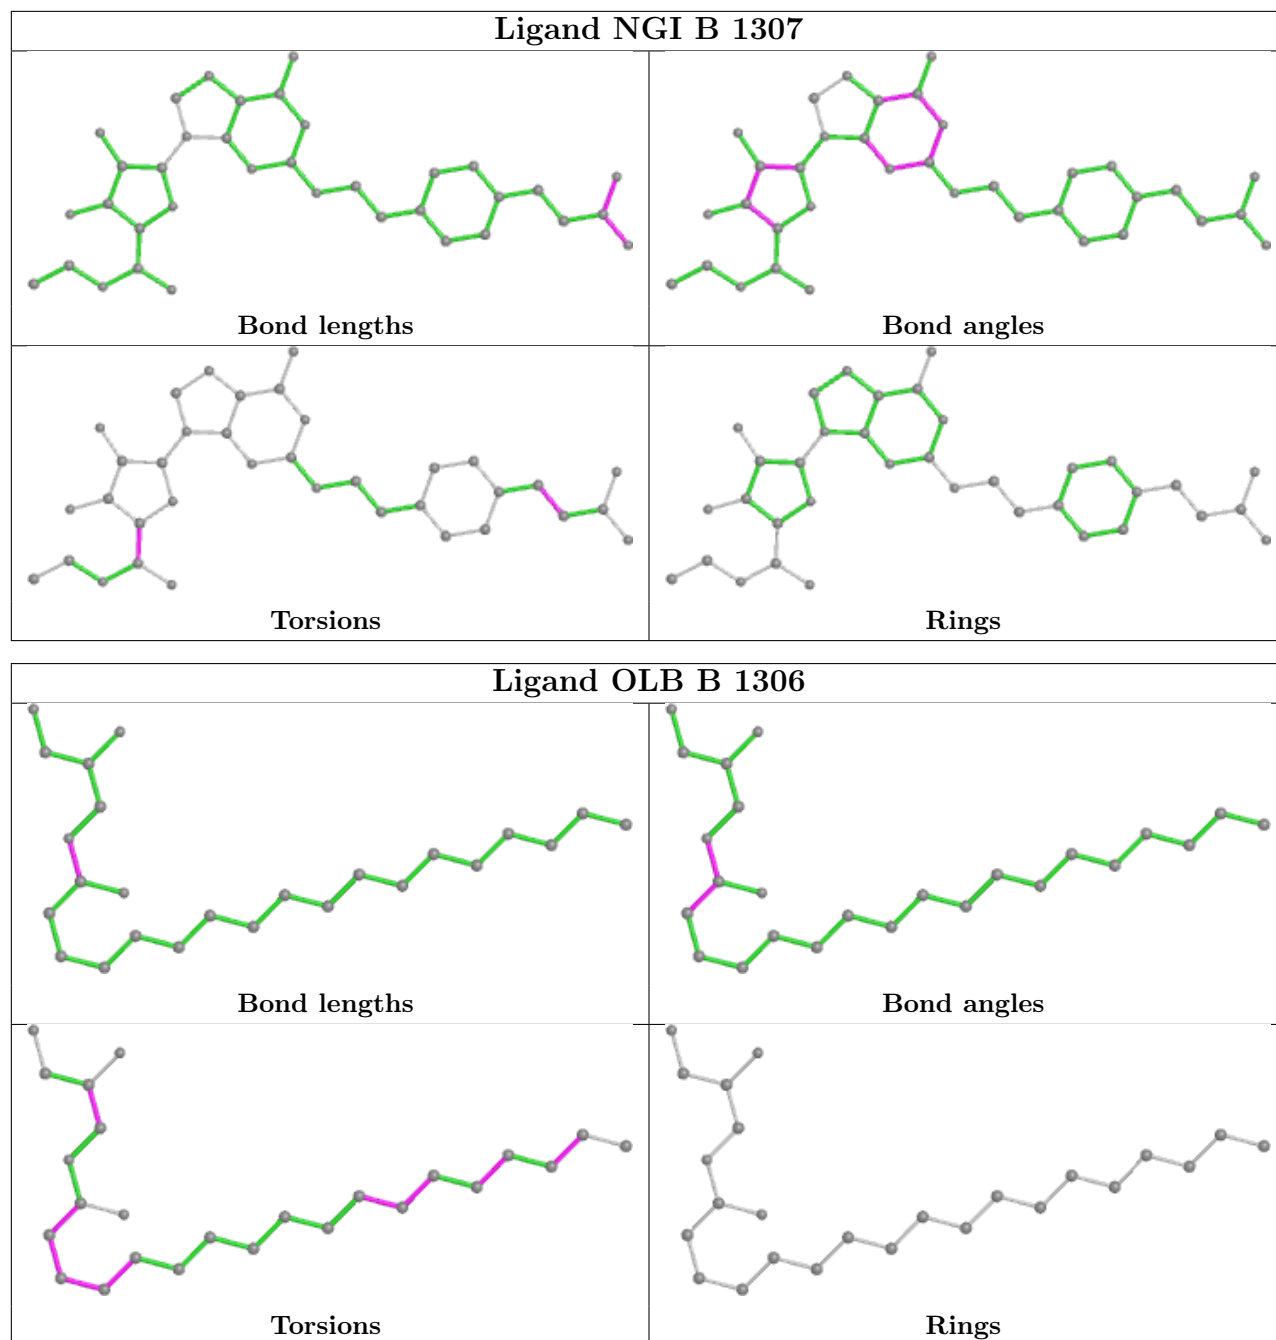 Ligand NGI B 1307
Bond lengths
Bond angles
Torsions
Rings
Ligand OLB B 1306
Bond lengths
Bond angles
Torsions
Rings